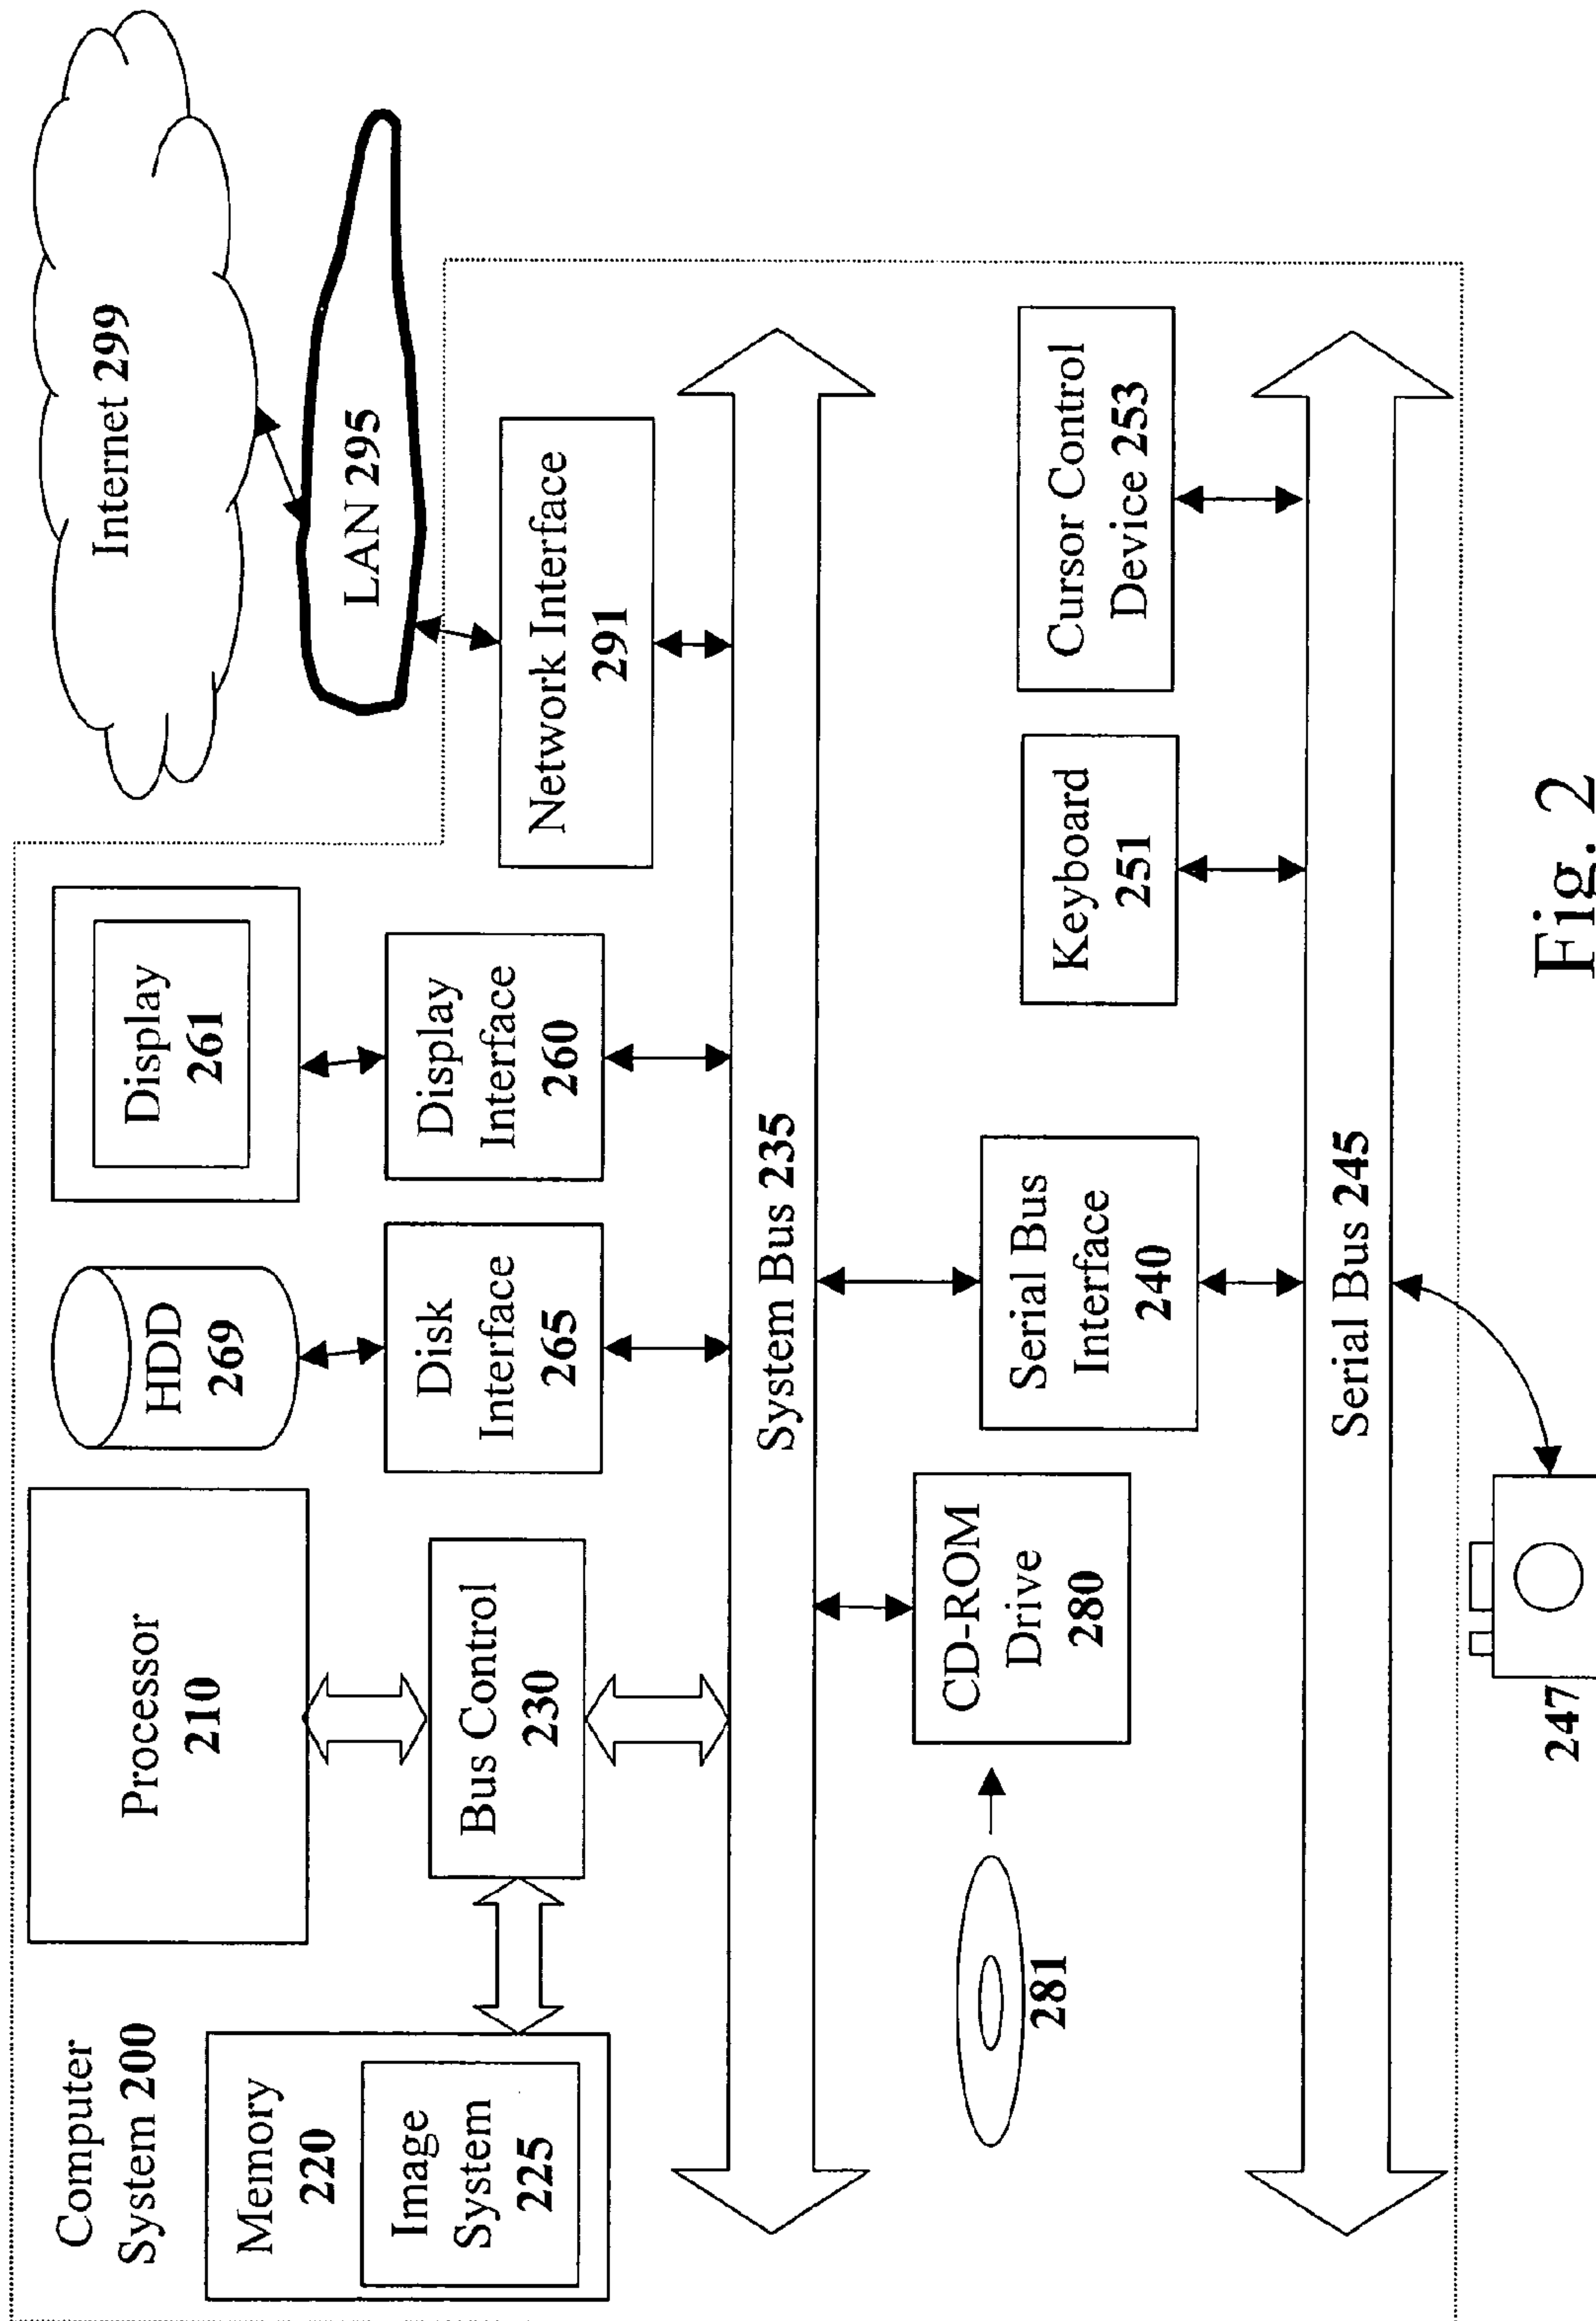 Computer
System 200
Processor
210
HDD
269
Display
261
Internet 299
LAN 295
Memory
220
Image
System
225
Bus Control
230
Disk
Interface
265
Display
Interface
260
Network Interface
291
System Bus 235
281
CD-ROM
Drive
280
Serial Bus
Interface
240
Keyboard
251
Cursor Control
Device 253
Serial Bus 245
247
Fig. 2